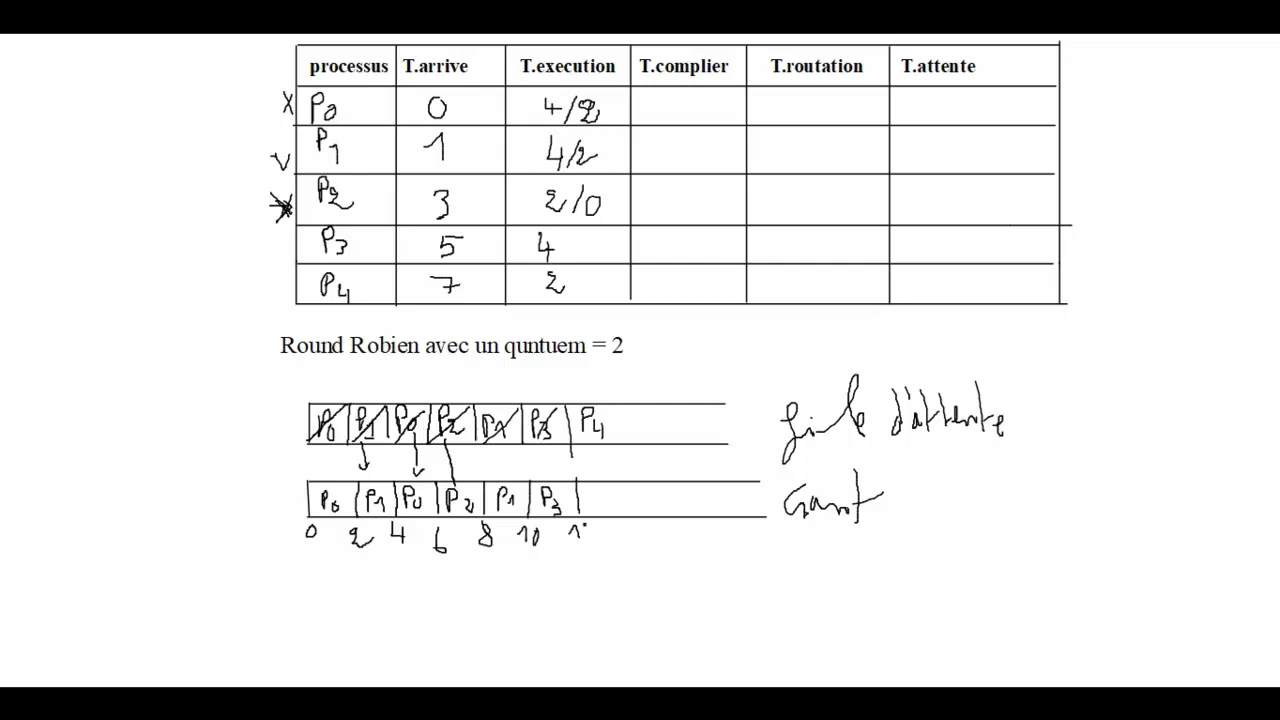 processus T.arrive T.execution T.complier T.routation T.attente
X P0 0 4/2
V P1 1 4/2
P2 3 2/0
P3 5 4
P4 7 2
Round Robien avec un quntuem = 2
P0 P1 P0 P2 P1 P3 P4 file d'attente
P0 P1 P0 P2 P1 P3 Gant
0 2 4 6 8 10 1